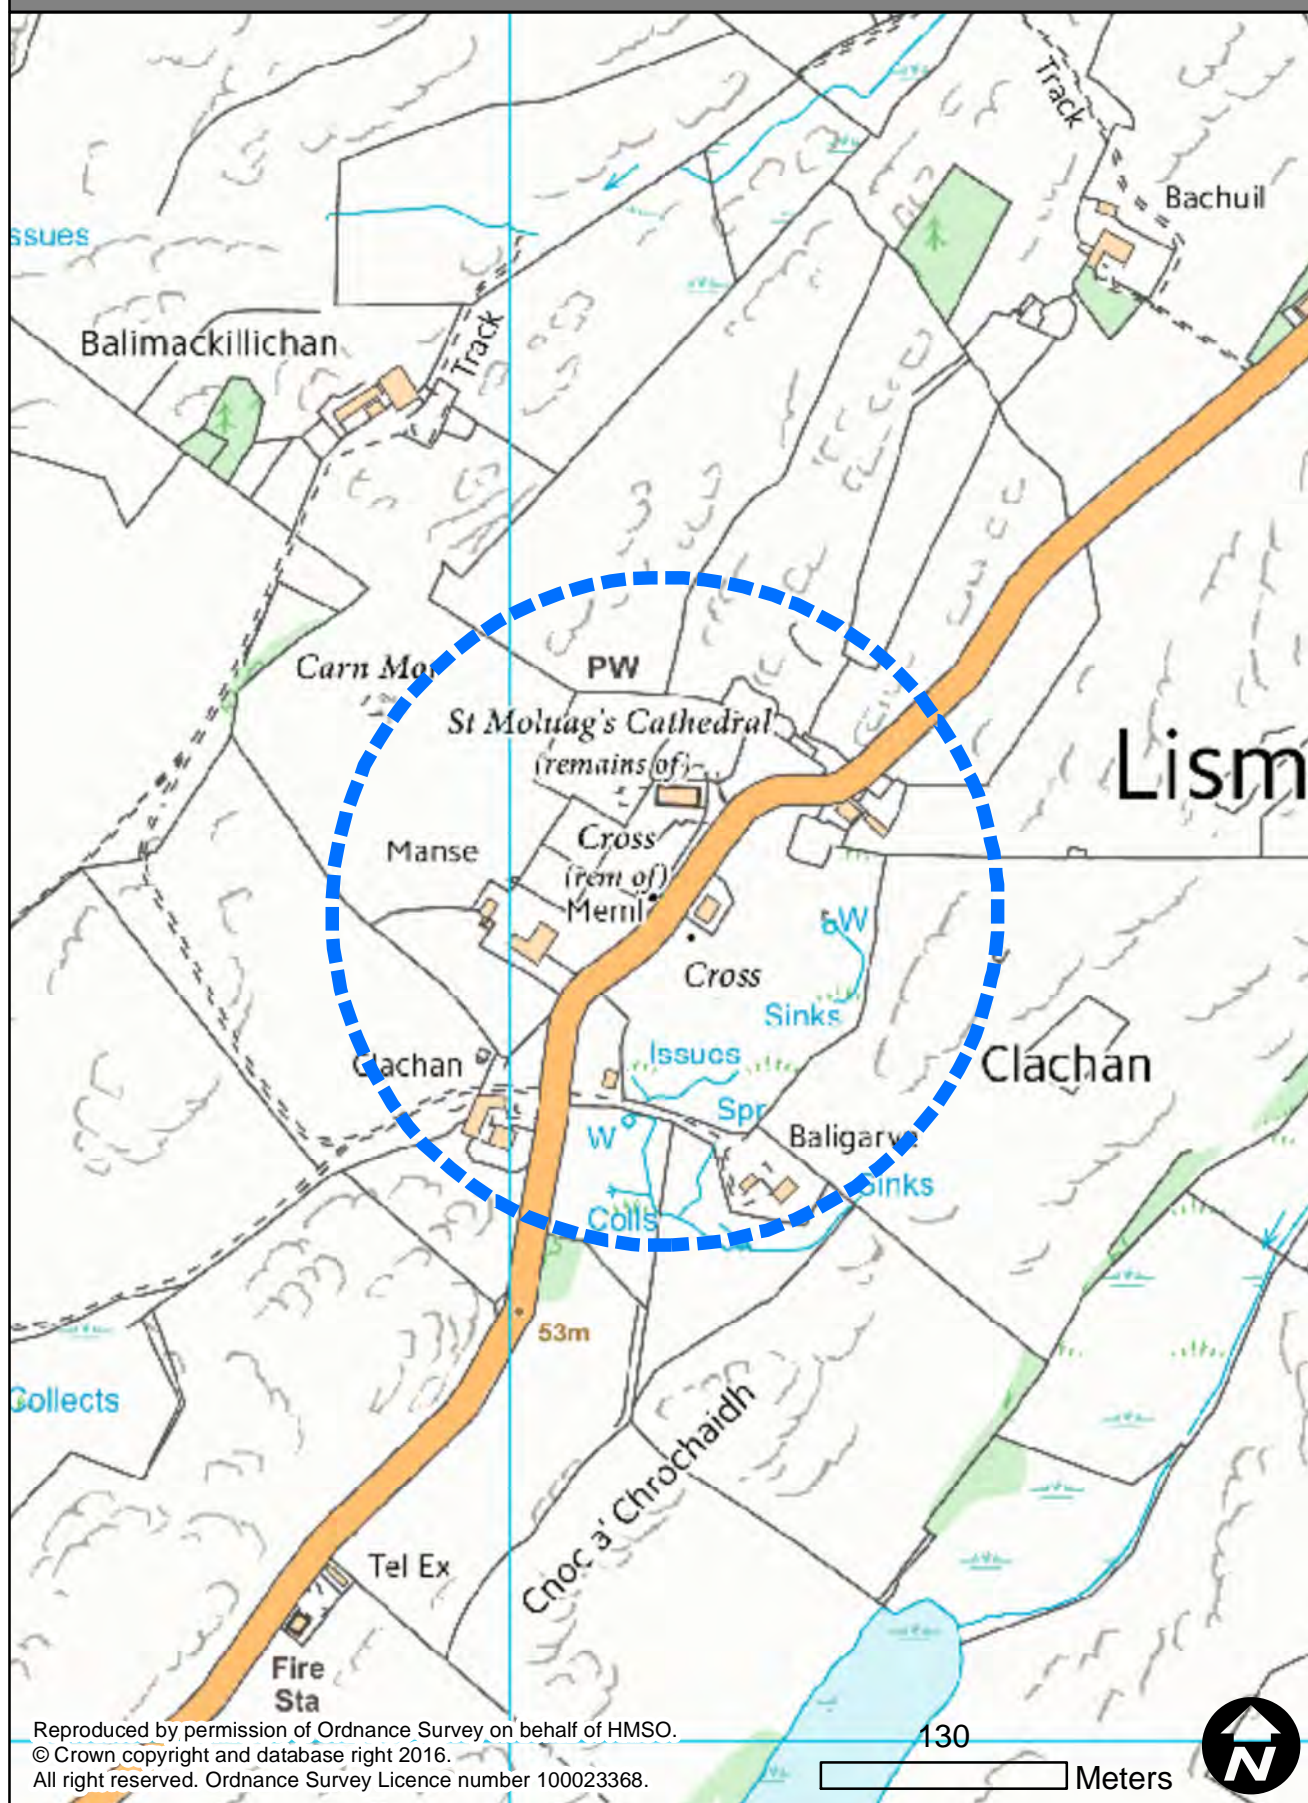 Track
Bachuil
ssues
Balimackillichan
Track
Carn Mor
PW
St Moluag's Cathedral
(remains of)
Lism
Cross
(rem of)
Manse
Meml
W
Cross
Sinks
Issues
Clachan
Clachan
Spr
W
Baligarve
Sinks
Colls
53m
Collects
Cnoc a' Chrochaidh
Tel Ex
Fire
Sta
Reproduced by permission of Ordnance Survey on behalf of HMSO.
© Crown copyright and database right 2016.
All right reserved. Ordnance Survey Licence number 100023368.
130
Meters
N